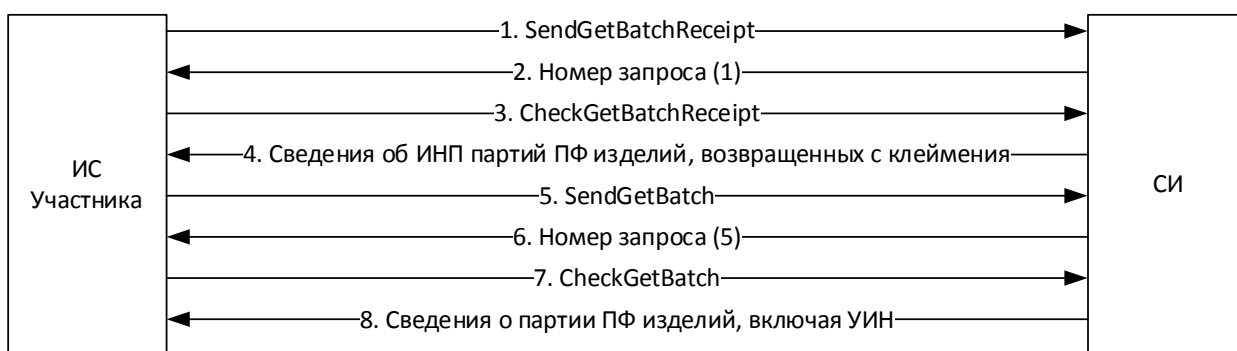 1. SendGetBatchReceipt
2. Номер запроса (1)
3. CheckGetBatchReceipt
4. Сведения об ИНП партий ПФ изделий, возвращенных с клеймения
ИС
Участника
5. SendGetBatch
СИ
6. Номер запроса (5)
7. CheckGetBatch
8. Сведения о партии ПФ изделий, включая УИН